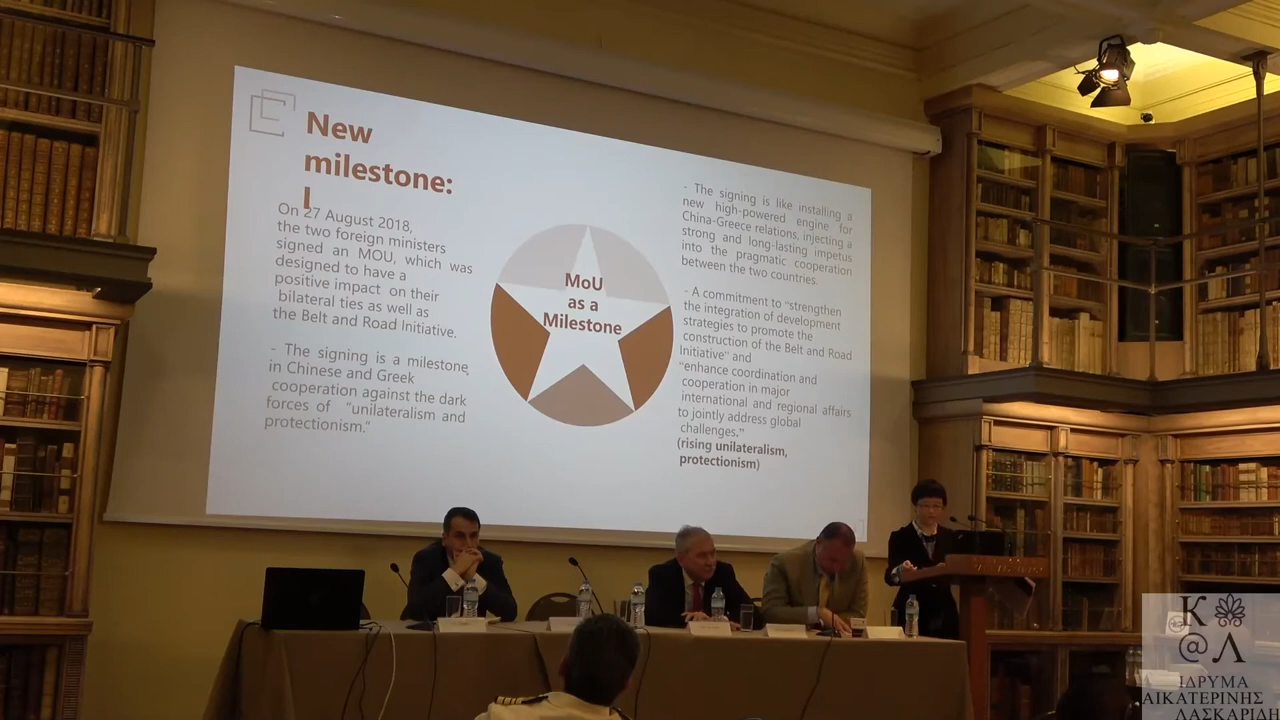 New
milestone:
I
On 27 August 2018,
the two foreign ministers
signed an MOU, which was
designed to have a
positive impact on their
bilateral ties as well as
the Belt and Road Initiative.
- The signing is a milestone
in Chinese and Greek
cooperation against the dark
forces of "unilateralism and
protectionism."
MoU
as a
Milestone
- The signing is like installing a
new high-powered engine for
China-Greece relations, injecting a
strong and long-lasting impetus
into the pragmatic cooperation
between the two countries.
- A commitment to "strengthen
the integration of development
strategies to promote the
construction of the Belt and Road
Initiative" and
"enhance coordination and
cooperation in major
international and regional affairs
to jointly address global
challenges."
(rising unilateralism,
protectionism)
Κ
@ Λ
ΙΔΡΥΜΑ
ΑΙΚΑΤΕΡΙΝΗΣ
ΛΑΣΚΑΡΙΔΗ